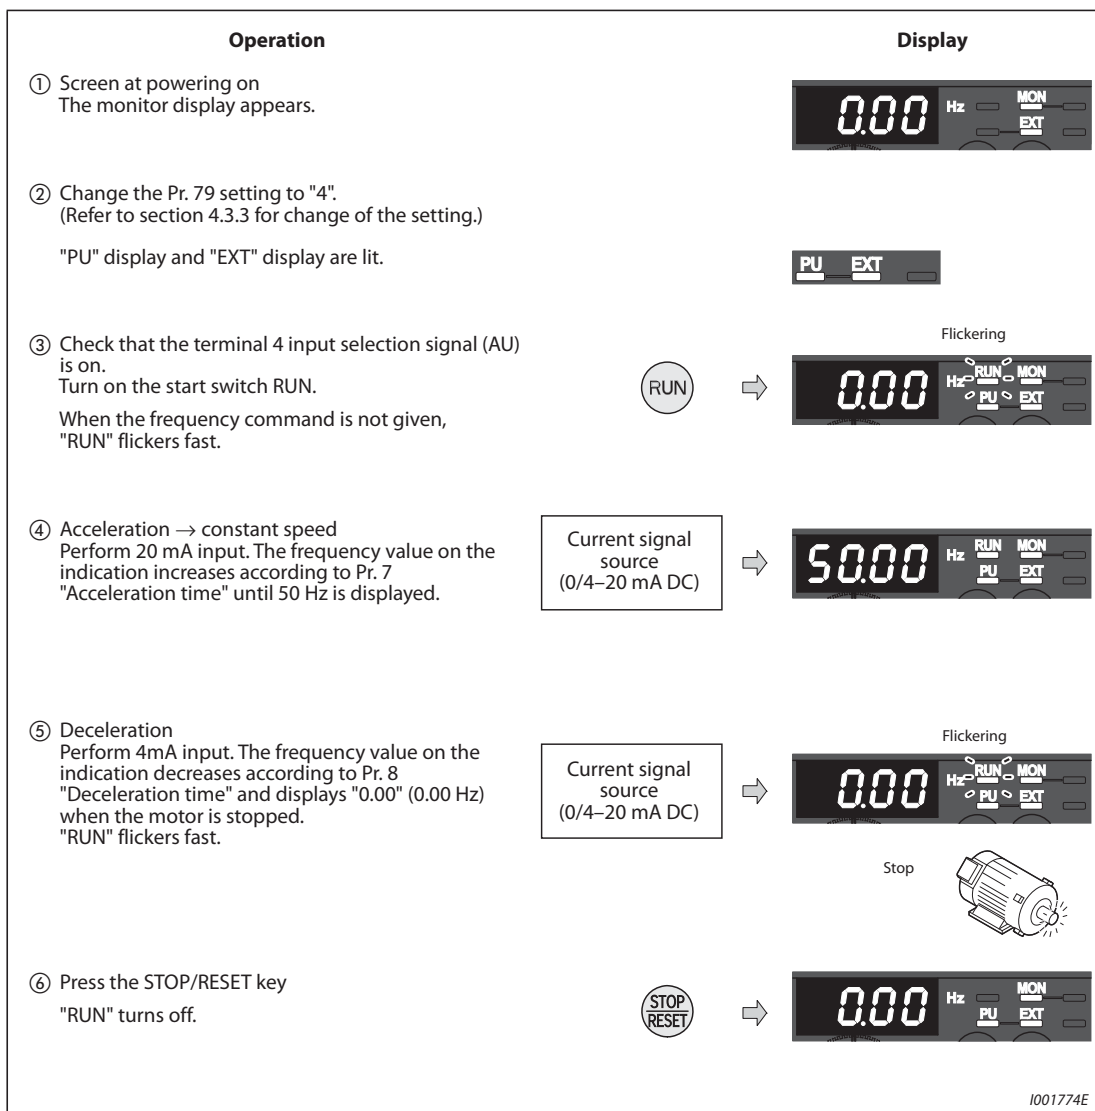 Operation
Display
① Screen at powering on
The monitor display appears.
0.00 Hz MON
EXT
② Change the Pr. 79 setting to "4".
(Refer to section 4.3.3 for change of the setting.)
"PU" display and "EXT" display are lit.
PU EXT
③ Check that the terminal 4 input selection signal (AU)
is on.
Turn on the start switch RUN.
When the frequency command is not given,
"RUN" flickers fast.
RUN
Flickering
0.00 Hz RUN MON
PU EXT
④ Acceleration → constant speed
Perform 20 mA input. The frequency value on the
indication increases according to Pr. 7
"Acceleration time" until 50 Hz is displayed.
Current signal
source
(0/4–20 mA DC)
50.00 Hz RUN MON
PU EXT
⑤ Deceleration
Perform 4mA input. The frequency value on the
indication decreases according to Pr. 8
"Deceleration time" and displays "0.00" (0.00 Hz)
when the motor is stopped.
"RUN" flickers fast.
Current signal
source
(0/4–20 mA DC)
Flickering
0.00 Hz RUN MON
PU EXT
Stop
⑥ Press the STOP/RESET key
"RUN" turns off.
STOP
RESET
0.00 Hz MON
PU EXT
I001774E